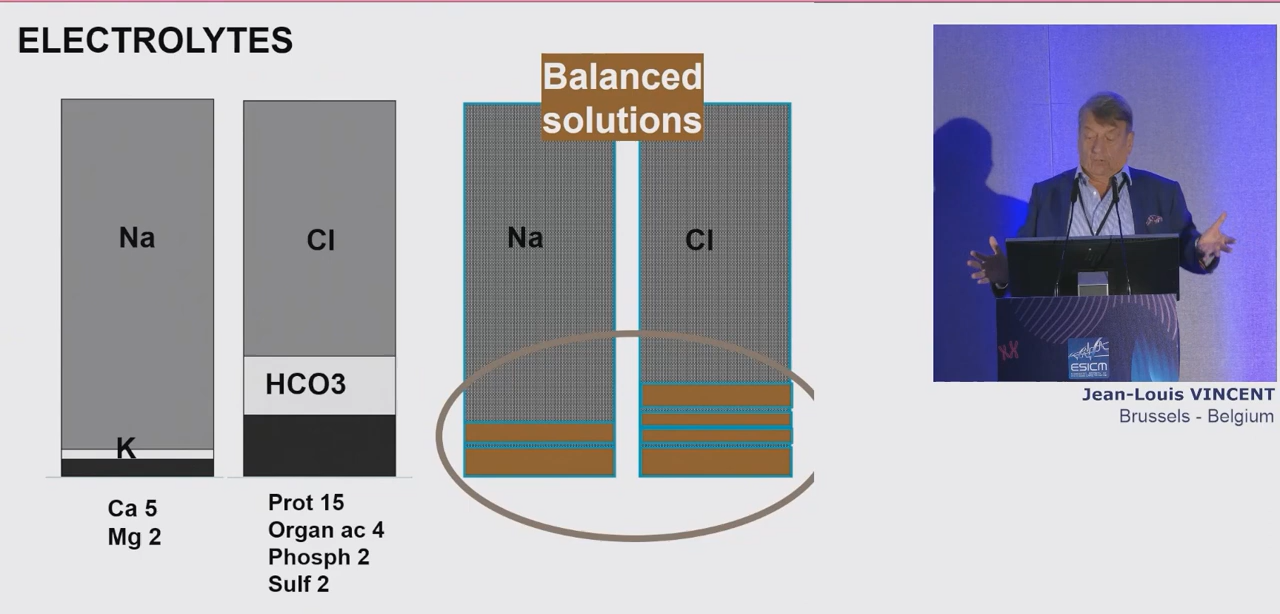 ELECTROLYTES
Balanced
solutions
Na
Cl
Na
Cl
HCO3
K
Ca 5
Mg 2
Prot 15
Organ ac 4
Phosph 2
Sulf 2
ESICM
Jean-Louis VINCENT
Brussels - Belgium